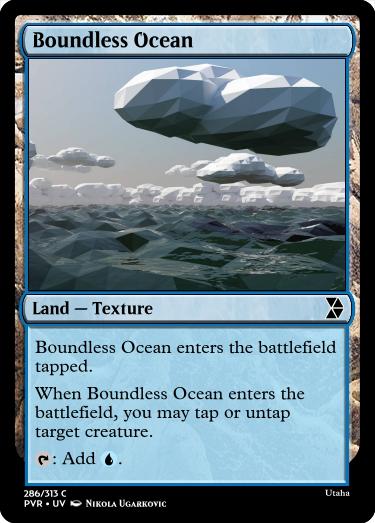 Boundless Ocean
Land — Texture
Boundless Ocean enters the battlefield
tapped.
When Boundless Ocean enters the
battlefield, you may tap or untap
target creature.
: Add .
286/313 C
Utaha
PVR • UV Nikola Ugarkovic